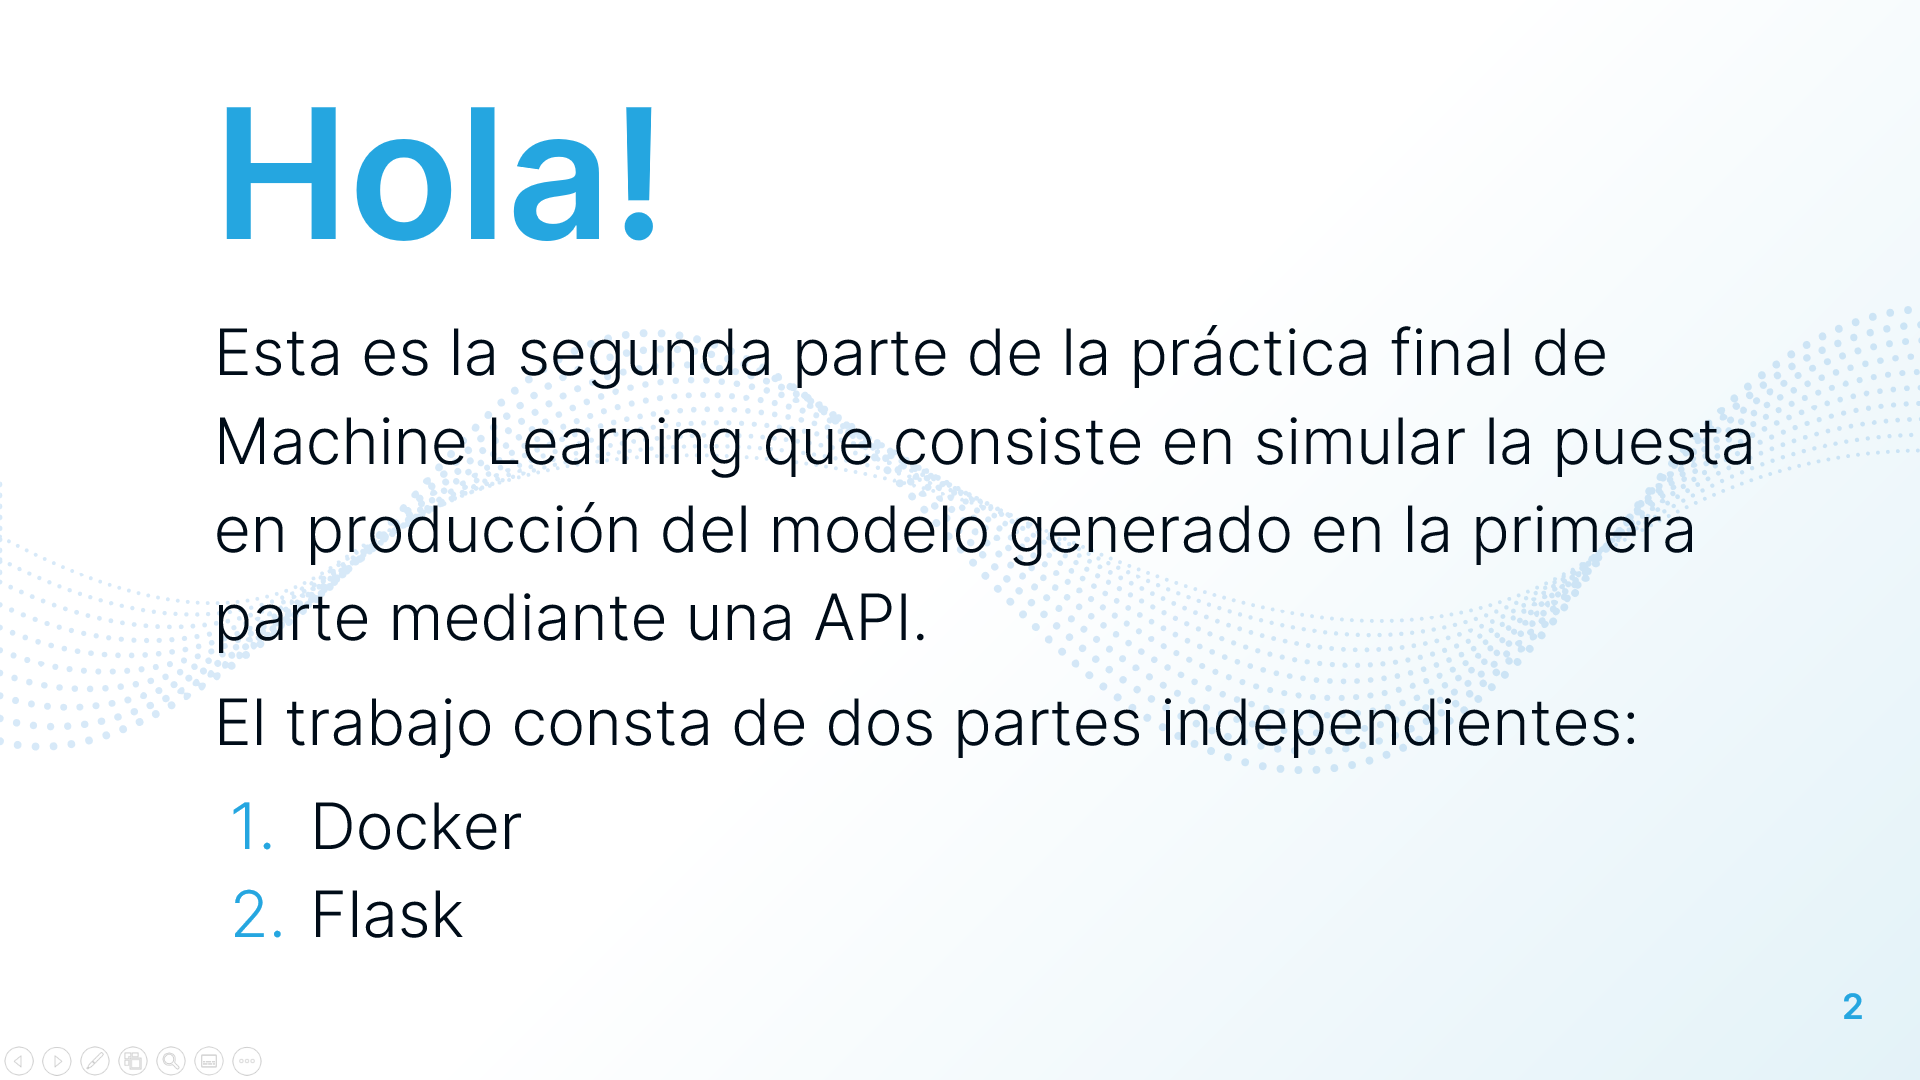 Hola!
Esta es la segunda parte de la práctica final de
Machine Learning que consiste en simular la puesta
en producción del modelo generado en la primera
parte mediante una API.
El trabajo consta de dos partes independientes:
1. Docker
2. Flask
2